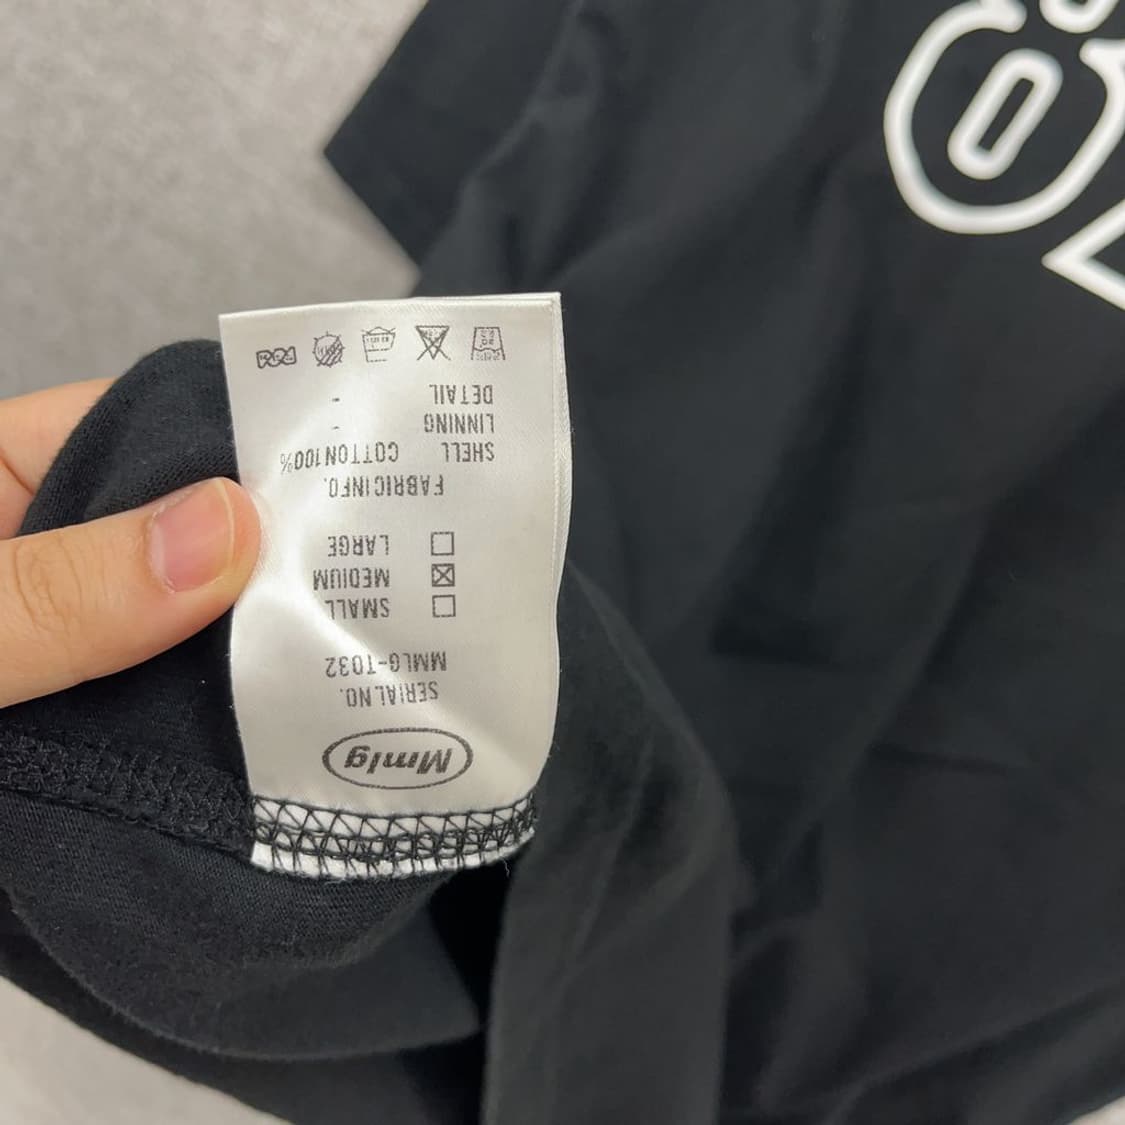 Mmlg
SERIAL NO.
MMLG-T032
SMALL
MEDIUM
LARGE
FABRIC INFO.
SHELL COTTON100%
LINNING -
DETAIL -